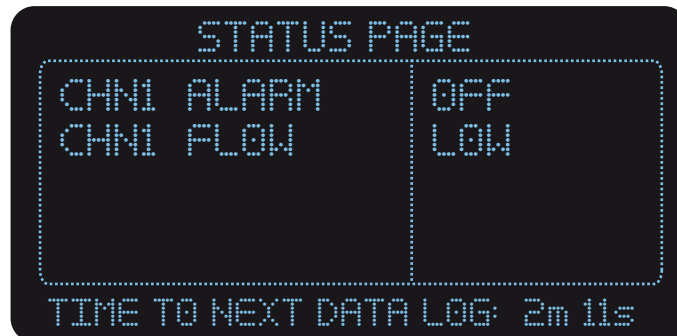 STATUS PAGE
CHN1 ALARM OFF
CHN1 FLOW LOW
TIME TO NEXT DATA LOG: 2m 11s